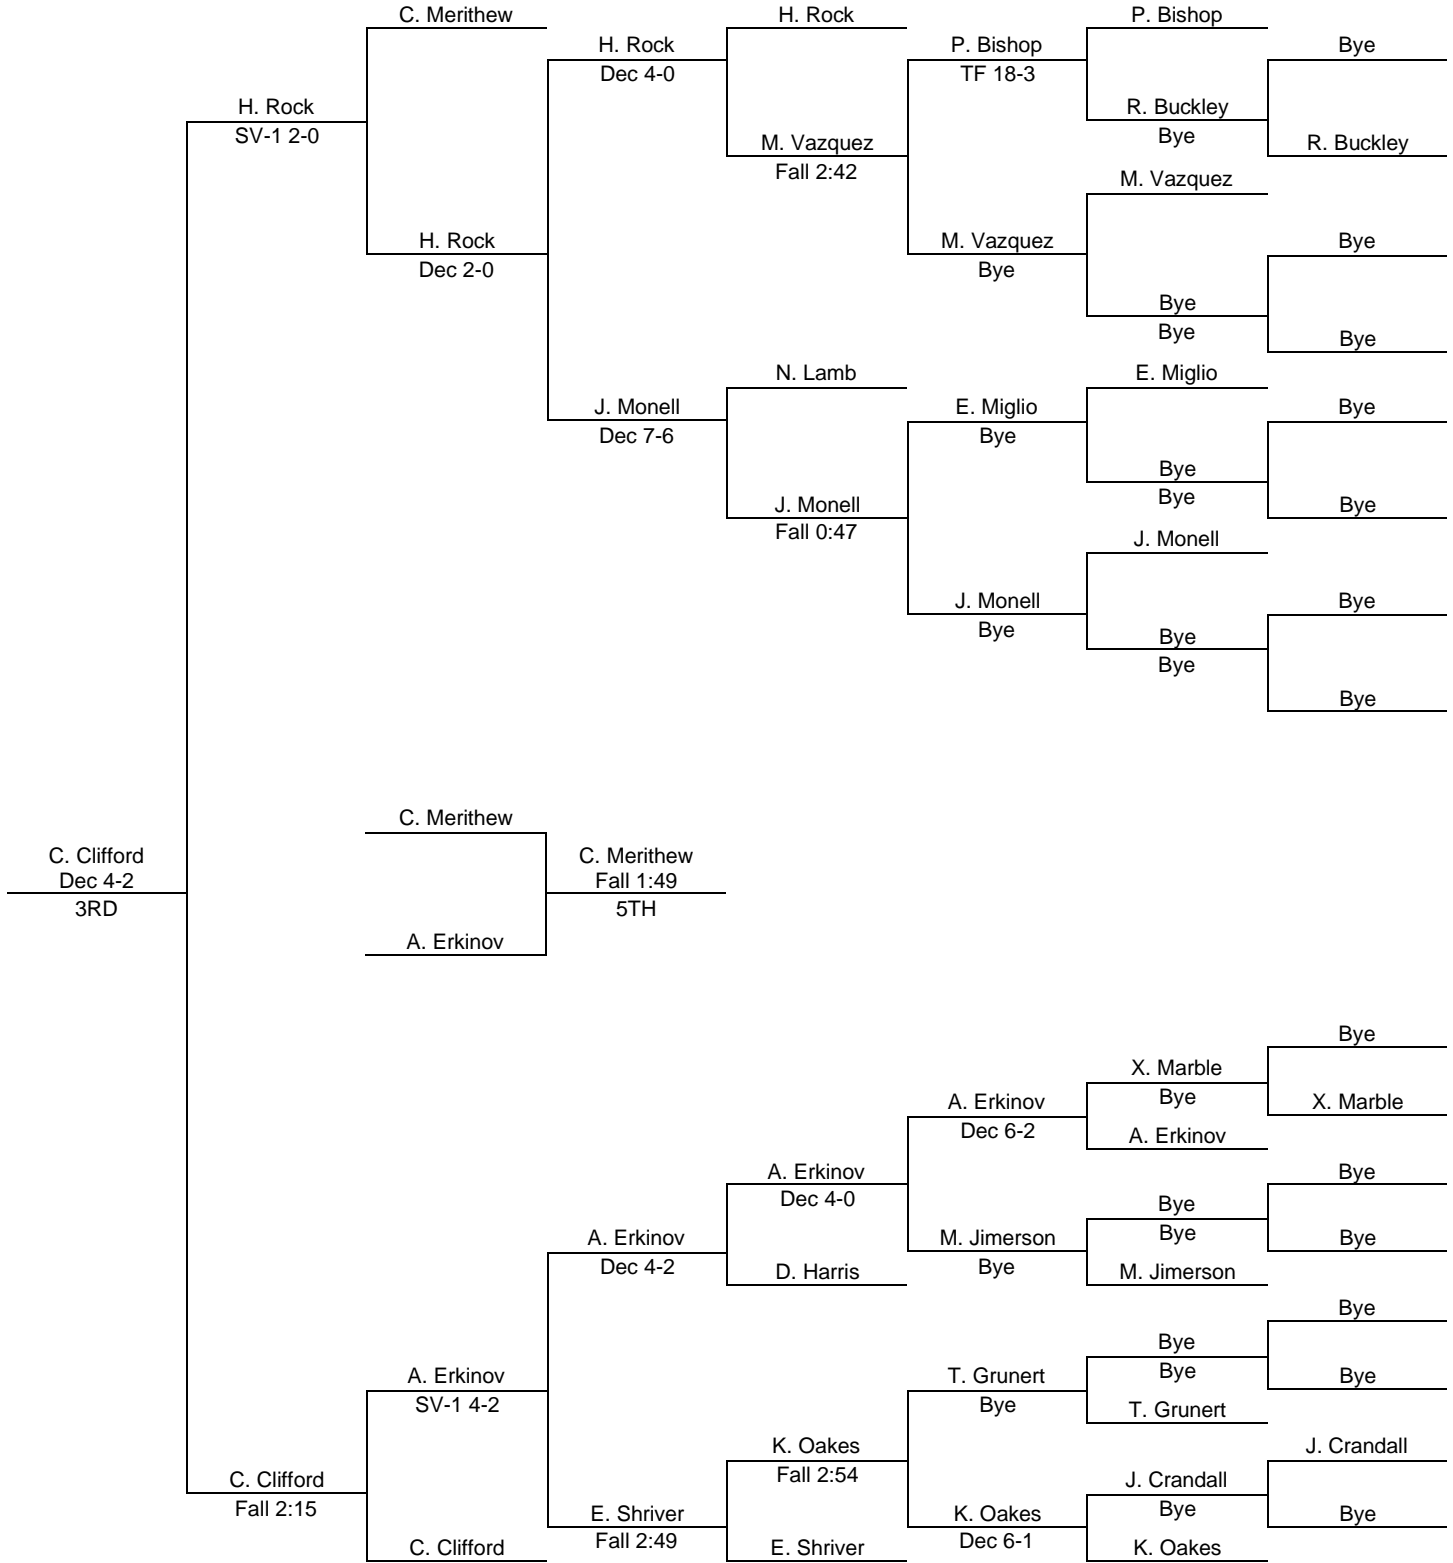 C. Merithew
H. Rock
P. Bishop
H. Rock
Dec 4-0
P. Bishop
TF 18-3
Bye
H. Rock
SV-1 2-0
R. Buckley
Bye
M. Vazquez
Fall 2:42
R. Buckley
M. Vazquez
H. Rock
Dec 2-0
M. Vazquez
Bye
Bye
Bye
Bye
Bye
N. Lamb
E. Miglio
J. Monell
Dec 7-6
E. Miglio
Bye
Bye
Bye
Bye
J. Monell
Fall 0:47
Bye
J. Monell
J. Monell
Bye
Bye
Bye
Bye
Bye
C. Merithew
C. Clifford
Dec 4-2
3RD
C. Merithew
Fall 1:49
5TH
A. Erkinov
Bye
X. Marble
Bye
A. Erkinov
Dec 6-2
X. Marble
A. Erkinov
A. Erkinov
Dec 4-0
Bye
Bye
Bye
A. Erkinov
Dec 4-2
M. Jimerson
Bye
Bye
D. Harris
M. Jimerson
Bye
Bye
Bye
A. Erkinov
SV-1 4-2
T. Grunert
Bye
Bye
T. Grunert
K. Oakes
Fall 2:54
J. Crandall
C. Clifford
Fall 2:15
J. Crandall
Bye
E. Shriver
Fall 2:49
K. Oakes
Dec 6-1
Bye
C. Clifford
E. Shriver
K. Oakes